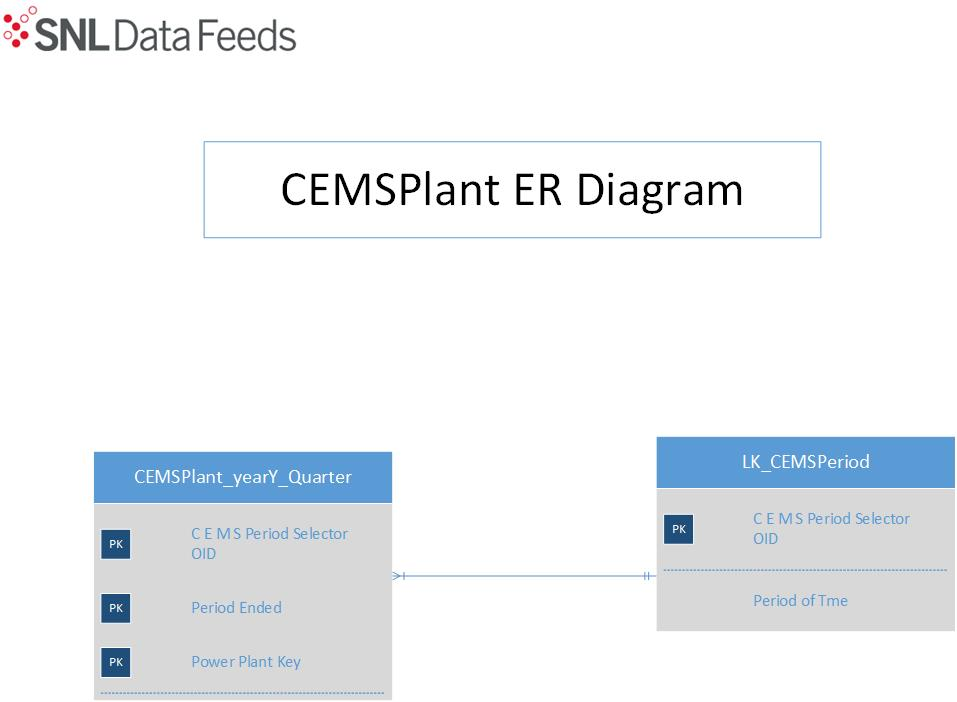 SNL Data Feeds
CEMSPlant ER Diagram
CEMSPlant_yearY_Quarter
PK
C E M S Period Selector
OID
PK
Period Ended
PK
Power Plant Key
LK_CEMSPeriod
PK
C E M S Period Selector
OID
Period of Tme